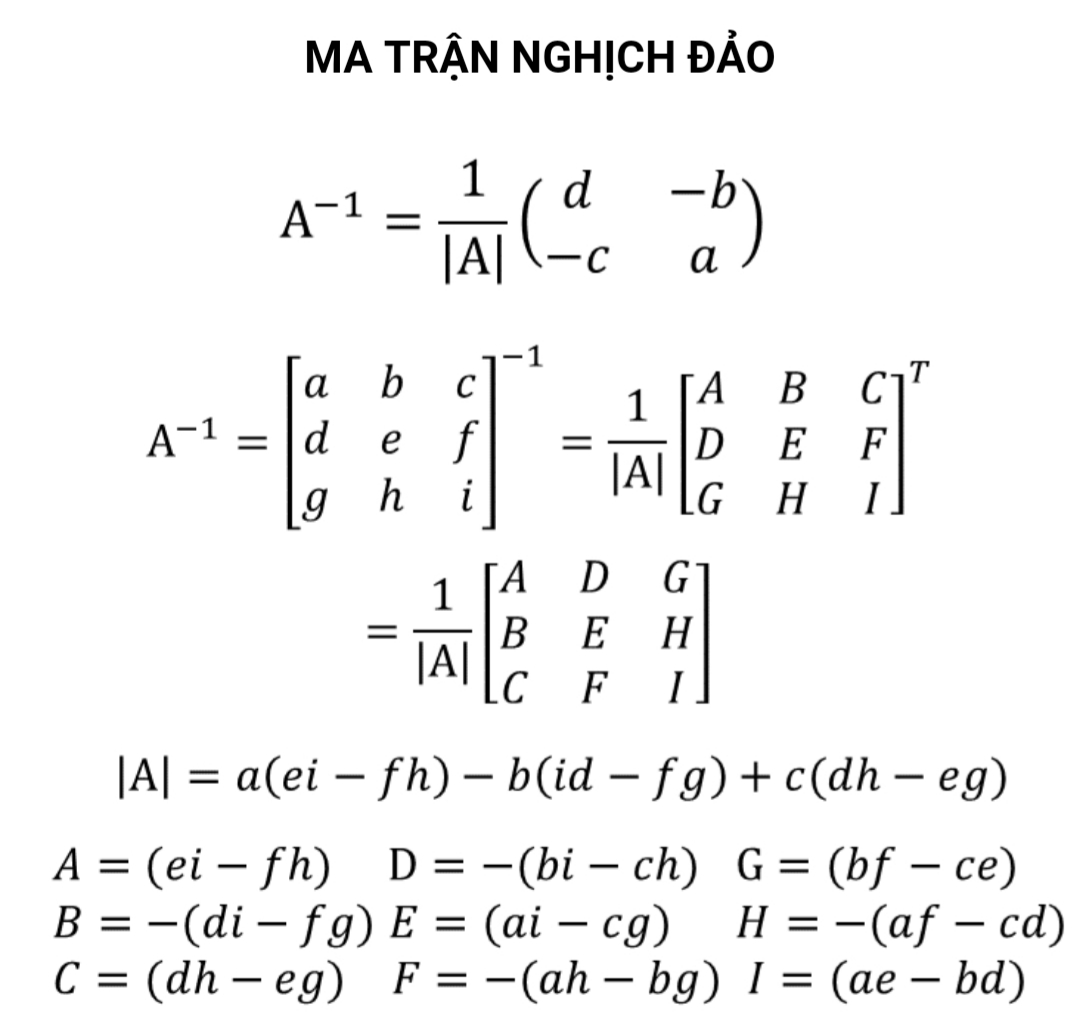 MA TRẬN NGHỊCH ĐẢO
A⁻¹ = 1/|A| (d −b; −c a)
A⁻¹ = [a b c; d e f; g h i]⁻¹ = 1/|A| [A B C; D E F; G H I]ᵀ
= 1/|A| [A D G; B E H; C F I]
|A| = a(ei − fh) − b(id − fg) + c(dh − eg)
A = (ei − fh) D = −(bi − ch) G = (bf − ce)
B = −(di − fg) E = (ai − cg) H = −(af − cd)
C = (dh − eg) F = −(ah − bg) I = (ae − bd)